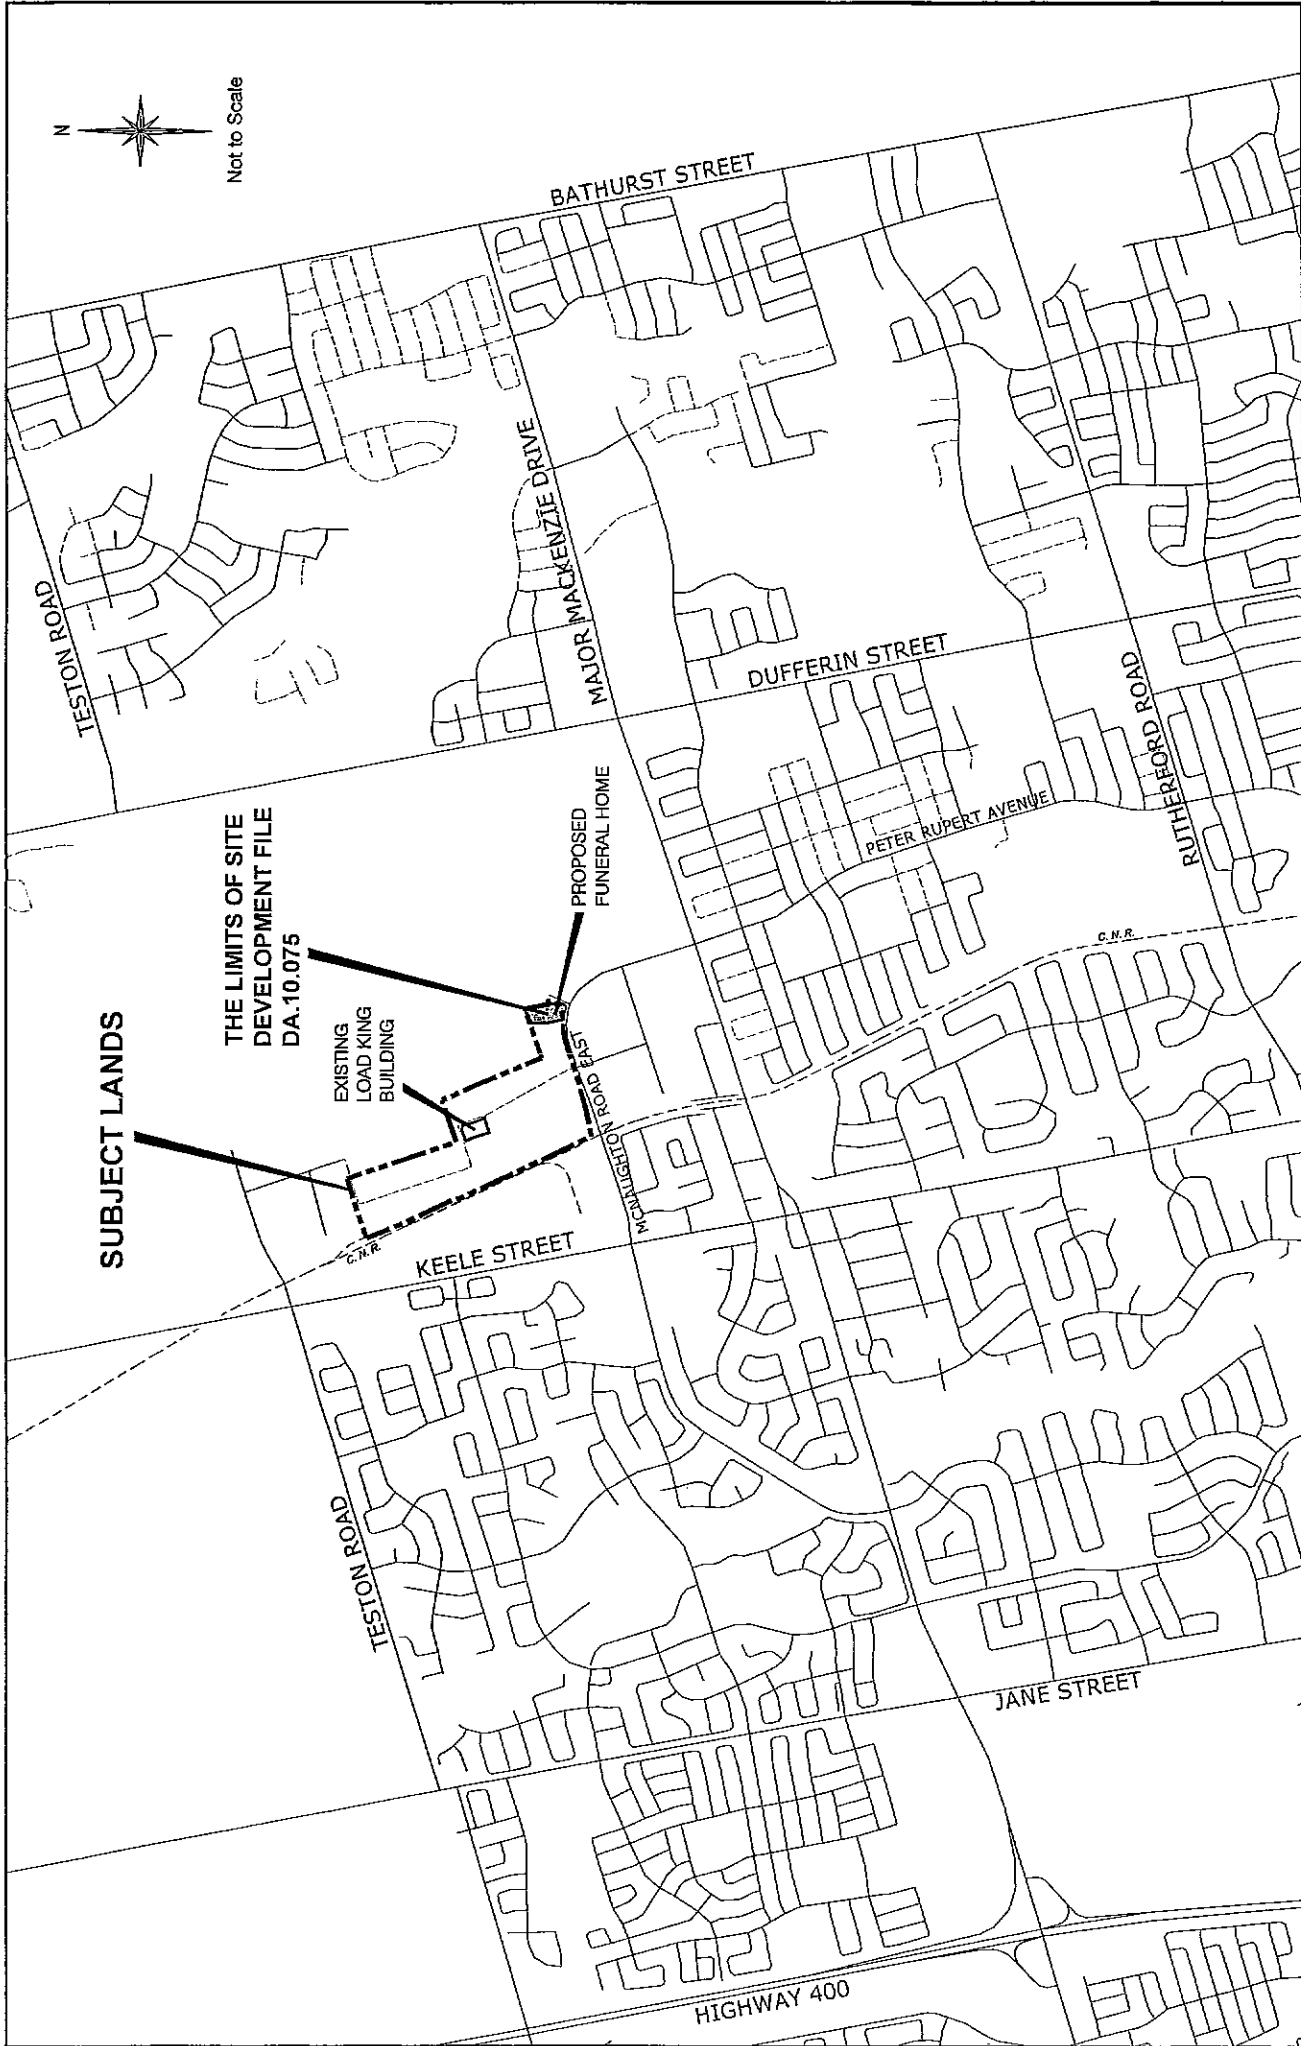 N
Not to Scale
SUBJECT LANDS
THE LIMITS OF SITE
DEVELOPMENT FILE
DA.10.075
EXISTING
LOAD KING
BUILDING
PROPOSED
FUNERAL HOME
TESTON ROAD
TESTON ROAD
BATHURST STREET
MAJOR MACKENZIE DRIVE
DUFFERIN STREET
PETER RUPERT AVENUE
RUTHERFORD ROAD
C.N.R.
C.N.R.
MCNAUGHTON ROAD EAST
KEELE STREET
JANE STREET
HIGHWAY 400